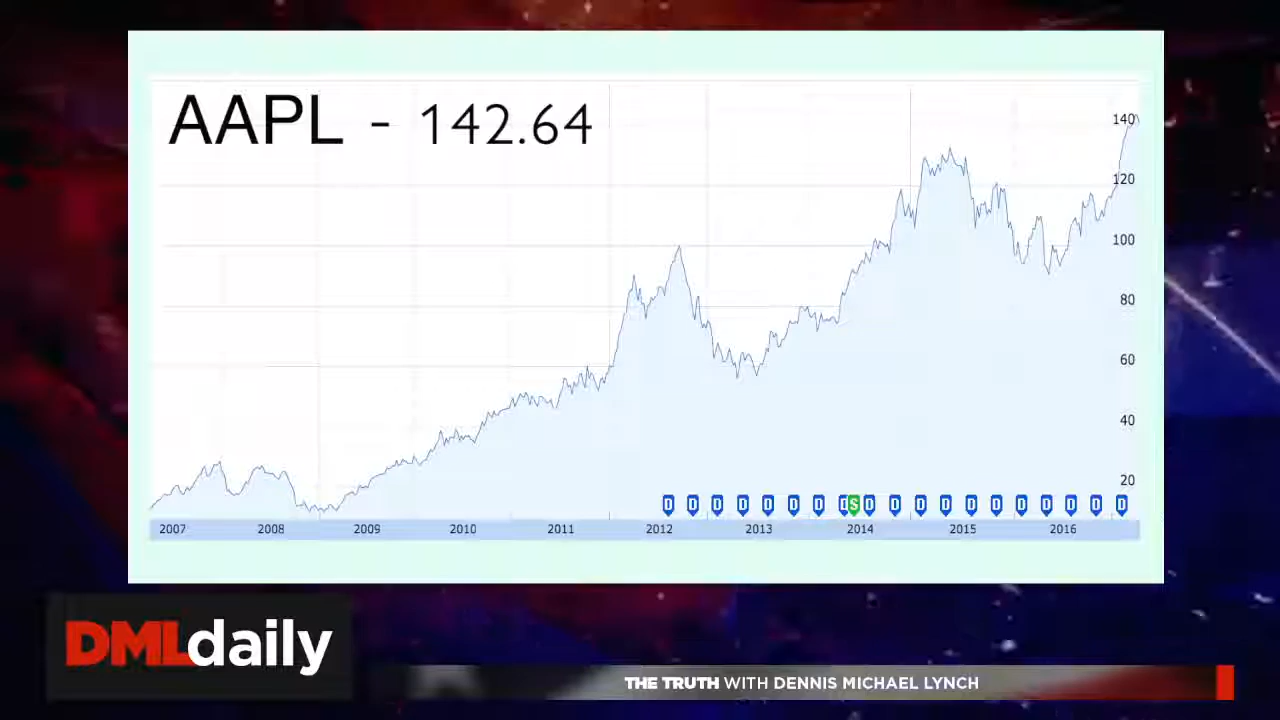 AAPL - 142.64
140
120
100
80
60
40
20
D D D D D D D D S D D D D D D D D D D D
2007 2008 2009 2010 2011 2012 2013 2014 2015 2016
DMLdaily
THE TRUTH WITH DENNIS MICHAEL LYNCH